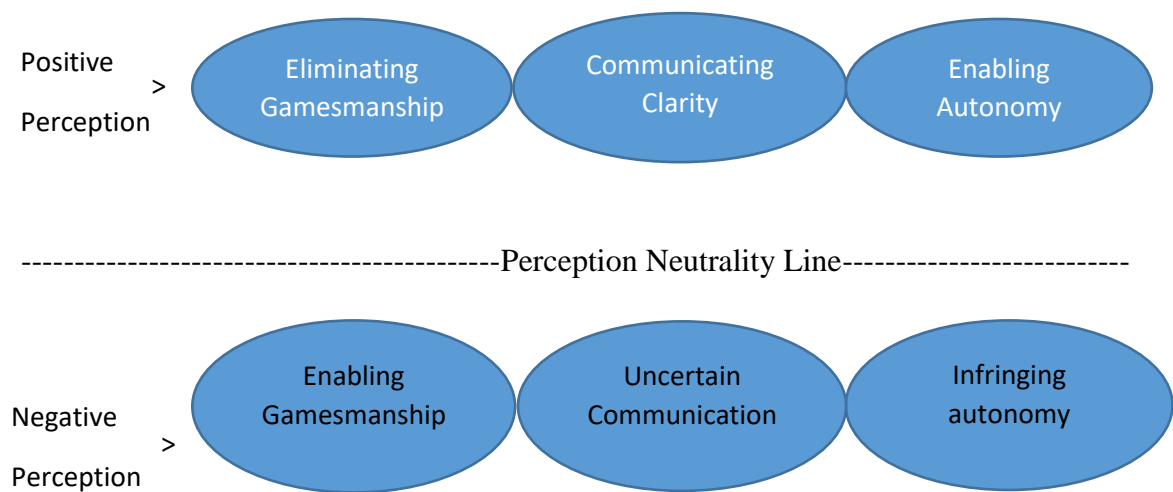 Positive
>
Perception
Eliminating
Gamesmanship
Communicating
Clarity
Enabling
Autonomy
--------------------------------------------Perception Neutrality Line---------------------------
Negative
>
Perception
Enabling
Gamesmanship
Uncertain
Communication
Infringing
autonomy